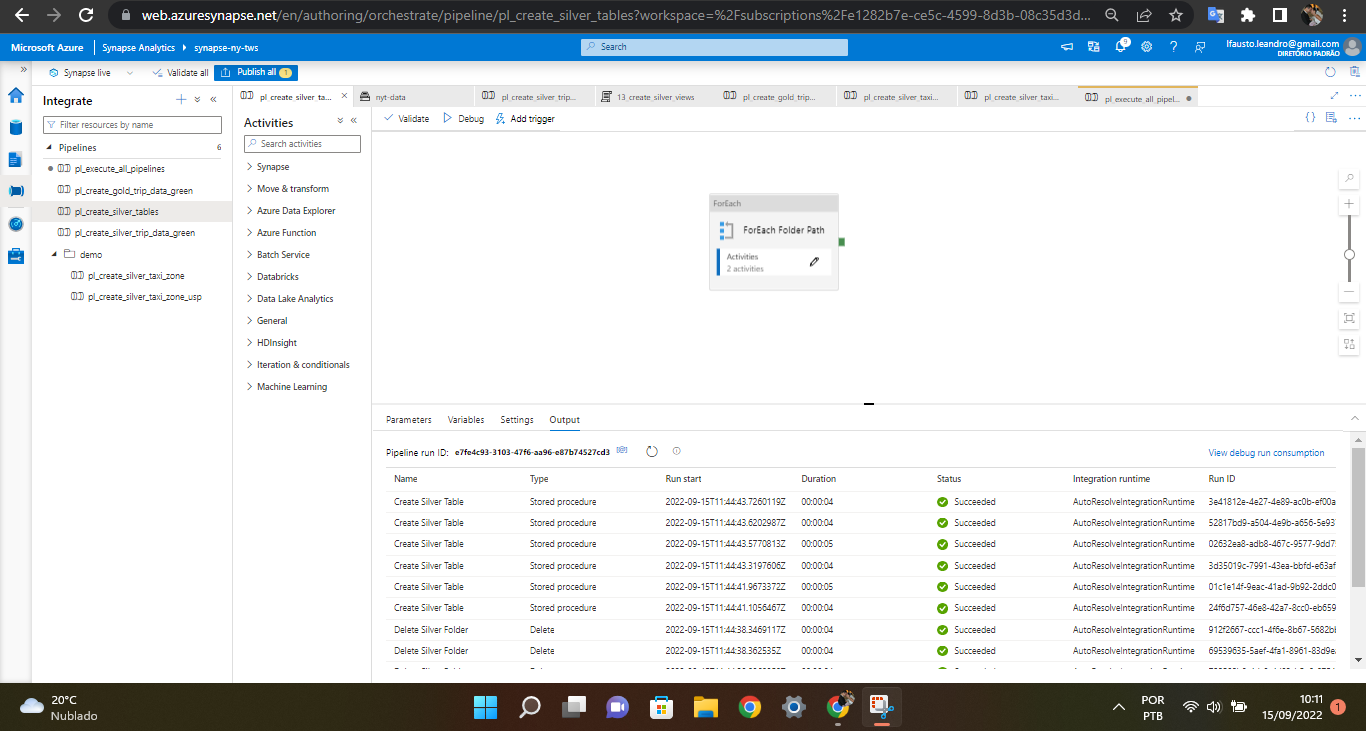 web.azuresynapse.net/en/authoring/orchestrate/pipeline/pl_create_silver_tables?workspace=%2Fsubscriptions%2Fe1282b7e-ce5c-4599-8d3b-08c35d3d...
Microsoft Azure
Synapse Analytics
synapse-ny-tws
Search
9
lfausto.leandro@gmail.com
DIRETÓRIO PADRÃO
Synapse live
Validate all
Publish all 1
Integrate
Filter resources by name
Pipelines 6
pl_execute_all_pipelines
pl_create_gold_trip_data_green
pl_create_silver_tables
pl_create_silver_trip_data_green
demo
pl_create_silver_taxi_zone
pl_create_silver_taxi_zone_usp
pl_create_silver_ta...
nyt-data
pl_create_silver_trip...
13_create_silver_views
pl_create_gold_trip...
pl_create_silver_taxi...
pl_create_silver_taxi...
pl_execute_all_pipel...
Activities
Search activities
Synapse
Move & transform
Azure Data Explorer
Azure Function
Batch Service
Databricks
Data Lake Analytics
General
HDInsight
Iteration & conditionals
Machine Learning
Validate
Debug
Add trigger
ForEach
ForEach Folder Path
Activities
2 activities
Parameters Variables Settings Output
Pipeline run ID: e7fe4c93-3103-47f6-aa96-e87b74527cd3
View debug run consumption
Name Type Run start Duration Status Integration runtime Run ID
Create Silver Table Stored procedure 2022-09-15T11:44:43.7260119Z 00:00:04 Succeeded AutoResolveIntegrationRuntime 3e41812e-4e27-4e89-ac0b-ef00a
Create Silver Table Stored procedure 2022-09-15T11:44:43.6202987Z 00:00:04 Succeeded AutoResolveIntegrationRuntime 52817bd9-a504-4e9b-a656-5e93
Create Silver Table Stored procedure 2022-09-15T11:44:43.5770813Z 00:00:05 Succeeded AutoResolveIntegrationRuntime 02632ea8-adb8-467c-9577-9dd7
Create Silver Table Stored procedure 2022-09-15T11:44:43.3197606Z 00:00:04 Succeeded AutoResolveIntegrationRuntime 3d35019c-7991-43ea-bbfd-e63af
Create Silver Table Stored procedure 2022-09-15T11:44:41.9673372Z 00:00:05 Succeeded AutoResolveIntegrationRuntime 01c1e14f-9eac-41ad-9b92-2ddc0
Create Silver Table Stored procedure 2022-09-15T11:44:41.1056467Z 00:00:04 Succeeded AutoResolveIntegrationRuntime 24f6d757-46e8-42a7-8cc0-eb659
Delete Silver Folder Delete 2022-09-15T11:44:38.3469117Z 00:00:04 Succeeded AutoResolveIntegrationRuntime 912f2667-ccc1-4f6e-8b67-5682b
Delete Silver Folder Delete 2022-09-15T11:44:38.362535Z 00:00:04 Succeeded AutoResolveIntegrationRuntime 69539635-5aef-4fa1-8961-83d9e
20°C
Nublado
POR
PTB
10:11
15/09/2022
1